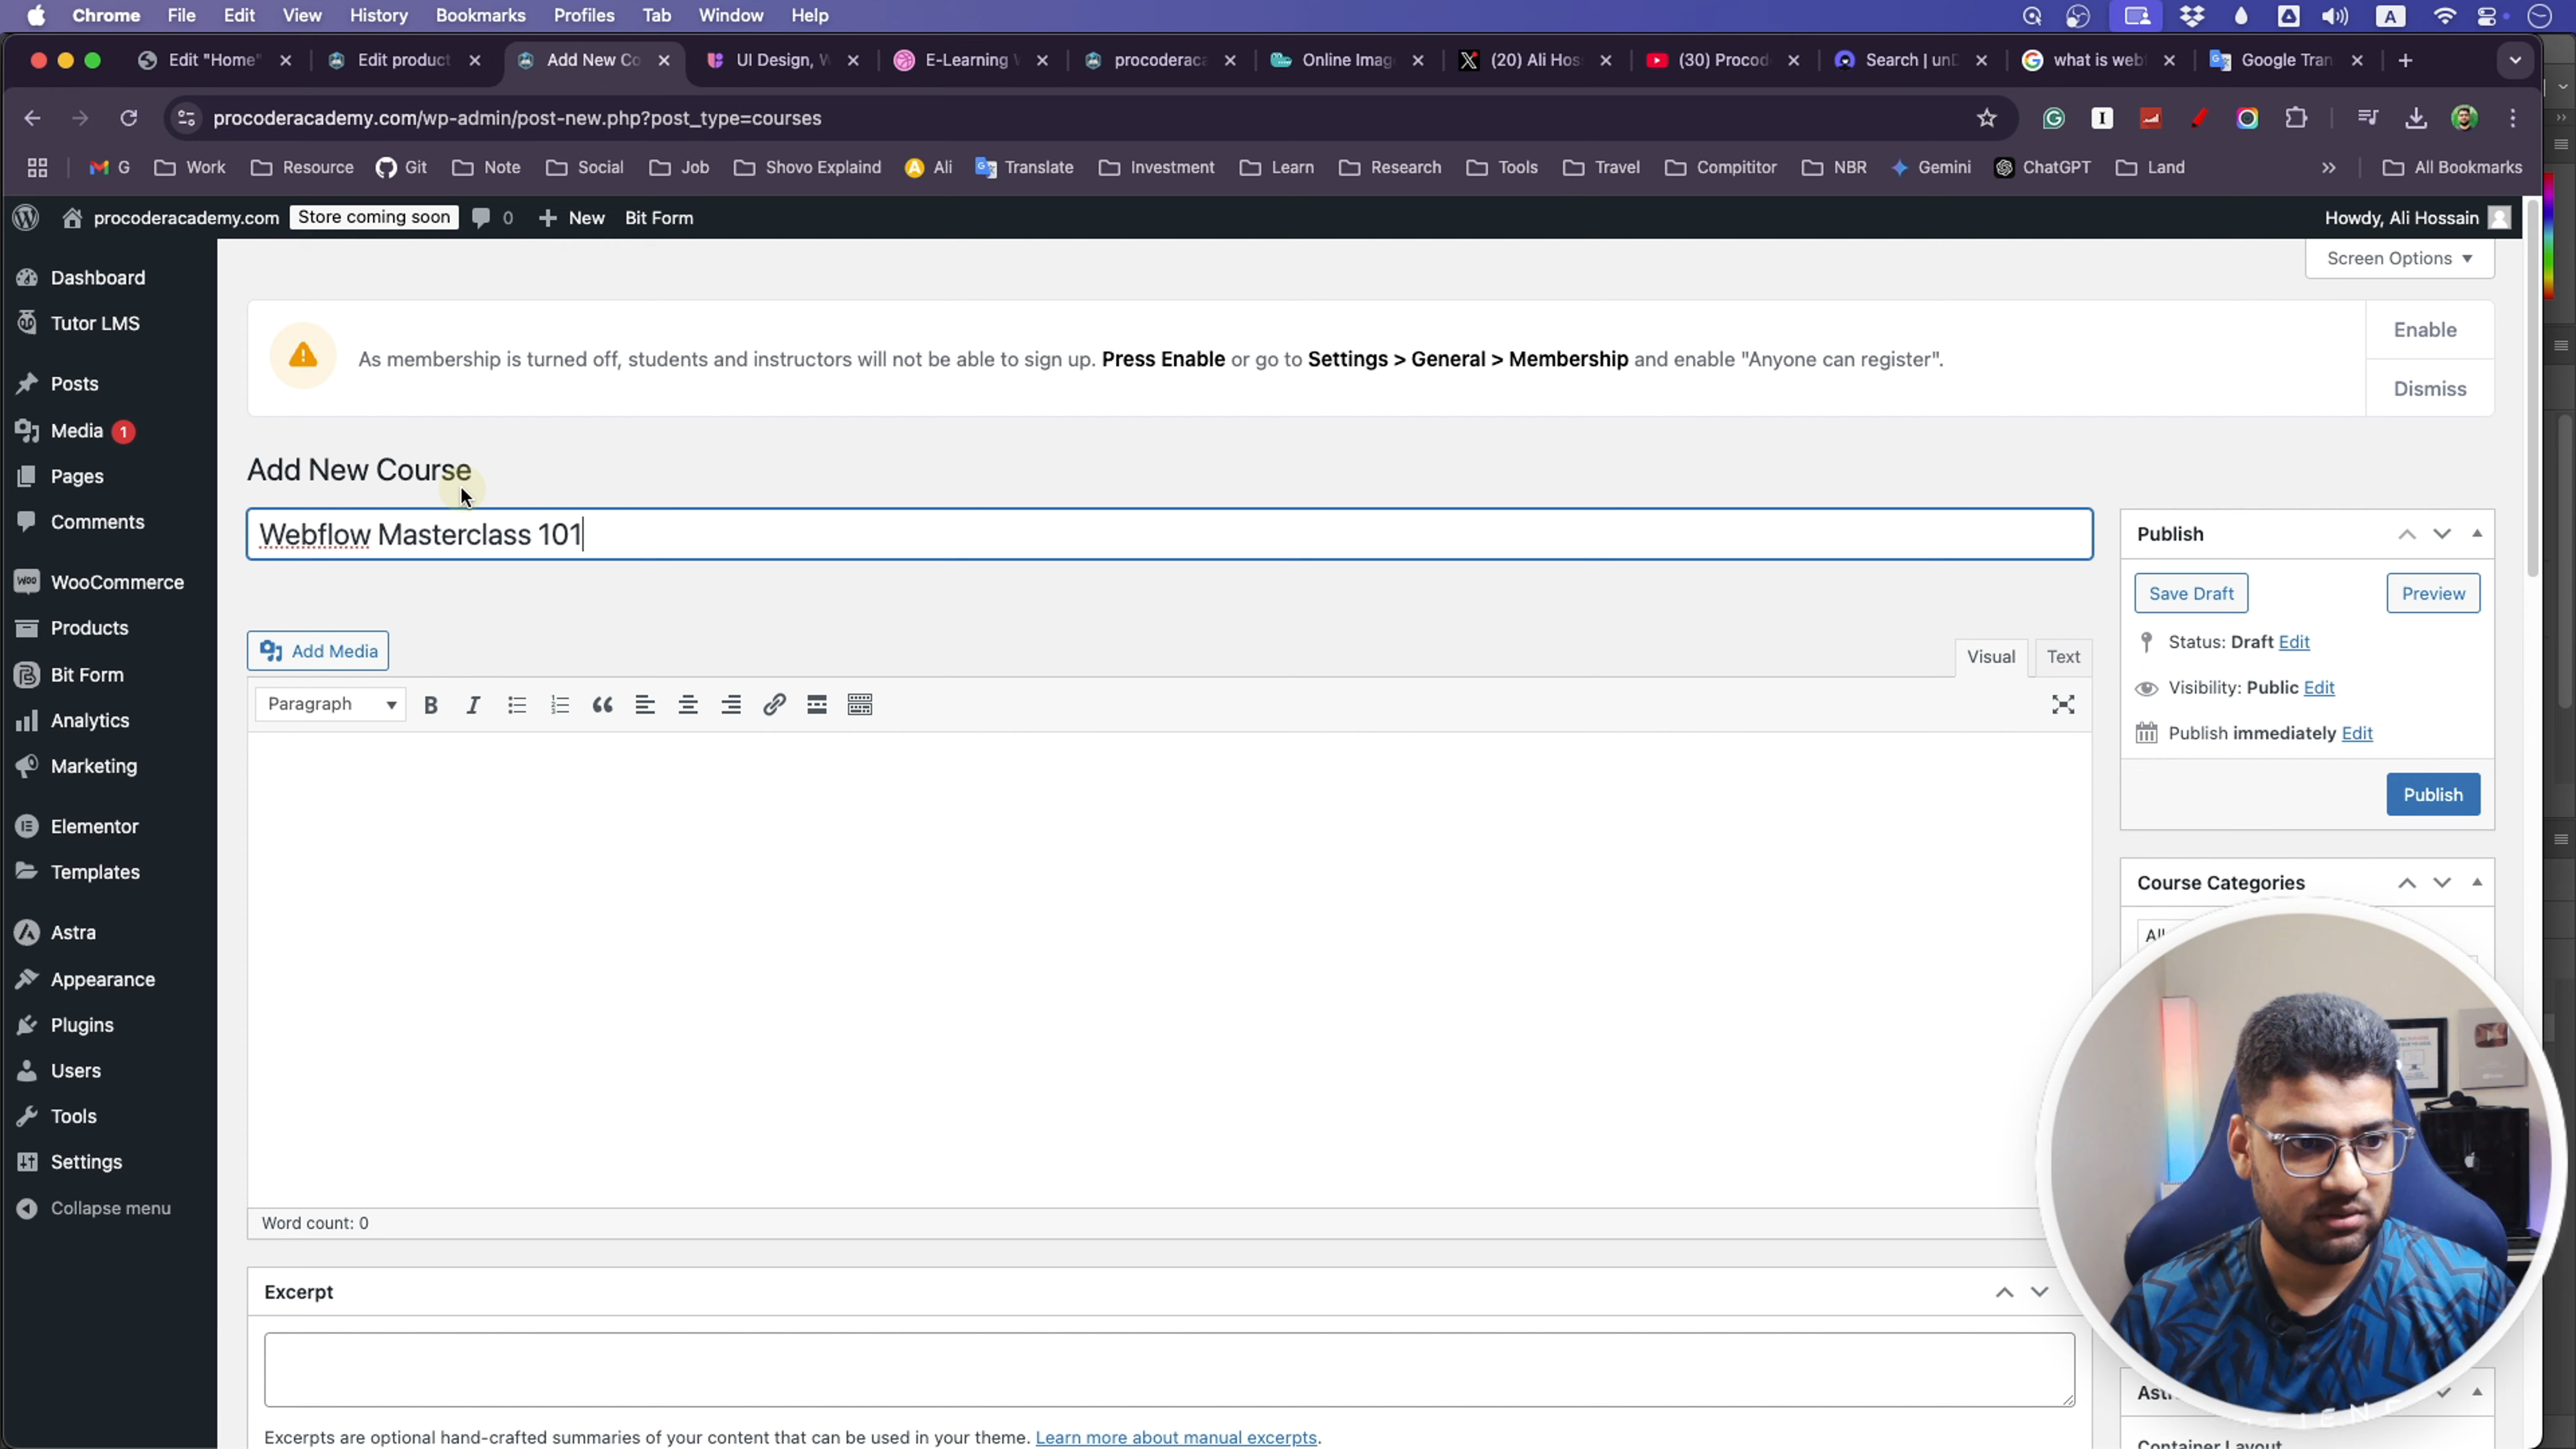 Chrome File Edit View History Bookmarks Profiles Tab Window Help A
Edit "Home" Edit product Add New Co UI Design, W E-Learning procoderaca Online Imag (20) Ali Hos (30) Procod Search | unD what is web Google Tran
procoderacademy.com/wp-admin/post-new.php?post_type=courses
G Work Resource Git Note Social Job Shovo Explaind Ali Translate Investment Learn Research Tools Travel Compititor NBR Gemini ChatGPT Land All Bookmarks
procoderacademy.com Store coming soon 0 New Bit Form Howdy, Ali Hossain
Screen Options
Dashboard
Tutor LMS
Posts
Media 1
Pages
Comments
WooCommerce
Products
Bit Form
Analytics
Marketing
Elementor
Templates
Astra
Appearance
Plugins
Users
Tools
Settings
Collapse menu
As membership is turned off, students and instructors will not be able to sign up. Press Enable or go to Settings > General > Membership and enable "Anyone can register".
Enable
Dismiss
Add New Course
Webflow Masterclass 101
Add Media
Visual Text
Paragraph
Word count: 0
Excerpt
Excerpts are optional hand-crafted summaries of your content that can be used in your theme. Learn more about manual excerpts.
Publish
Save Draft Preview
Status: Draft Edit
Visibility: Public Edit
Publish immediately Edit
Publish
Course Categories
All
Container Layout